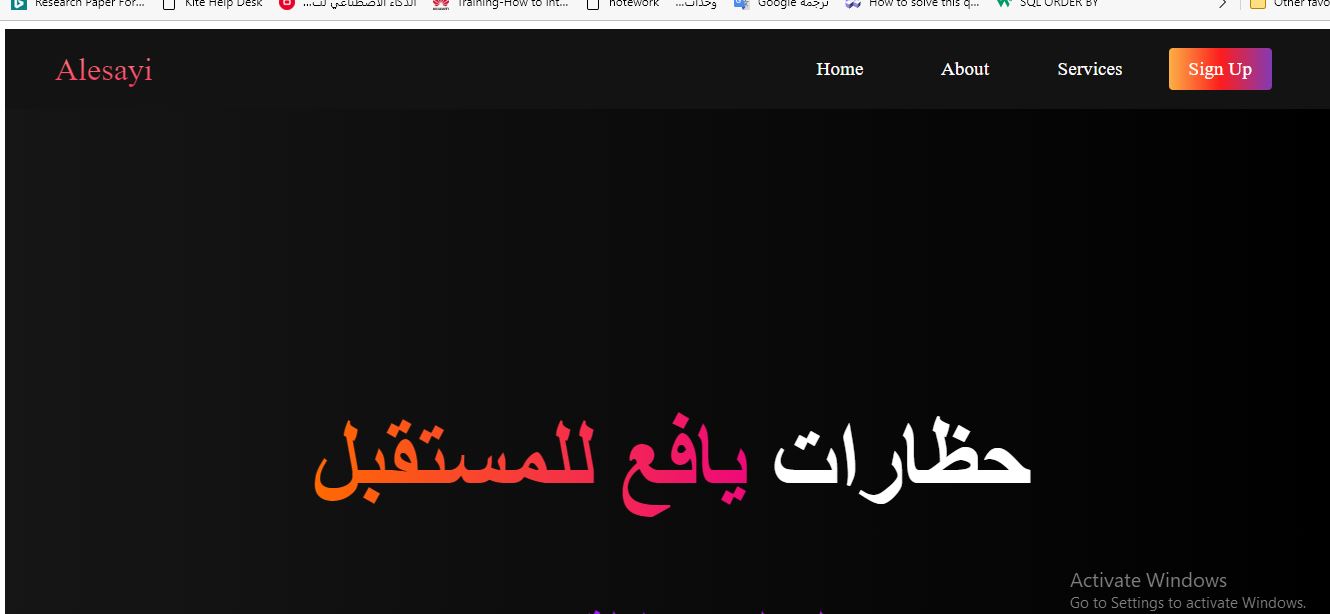 Research Paper For... Kite Help Desk الذكاء الاصطناعي لت... Training-How to int... notework وحدات... Google ترجمة How to solve this q... SQL ORDER BY Other favo
Alesayi Home About Services Sign Up
حظارات يافع للمستقبل
Activate Windows
Go to Settings to activate Windows.